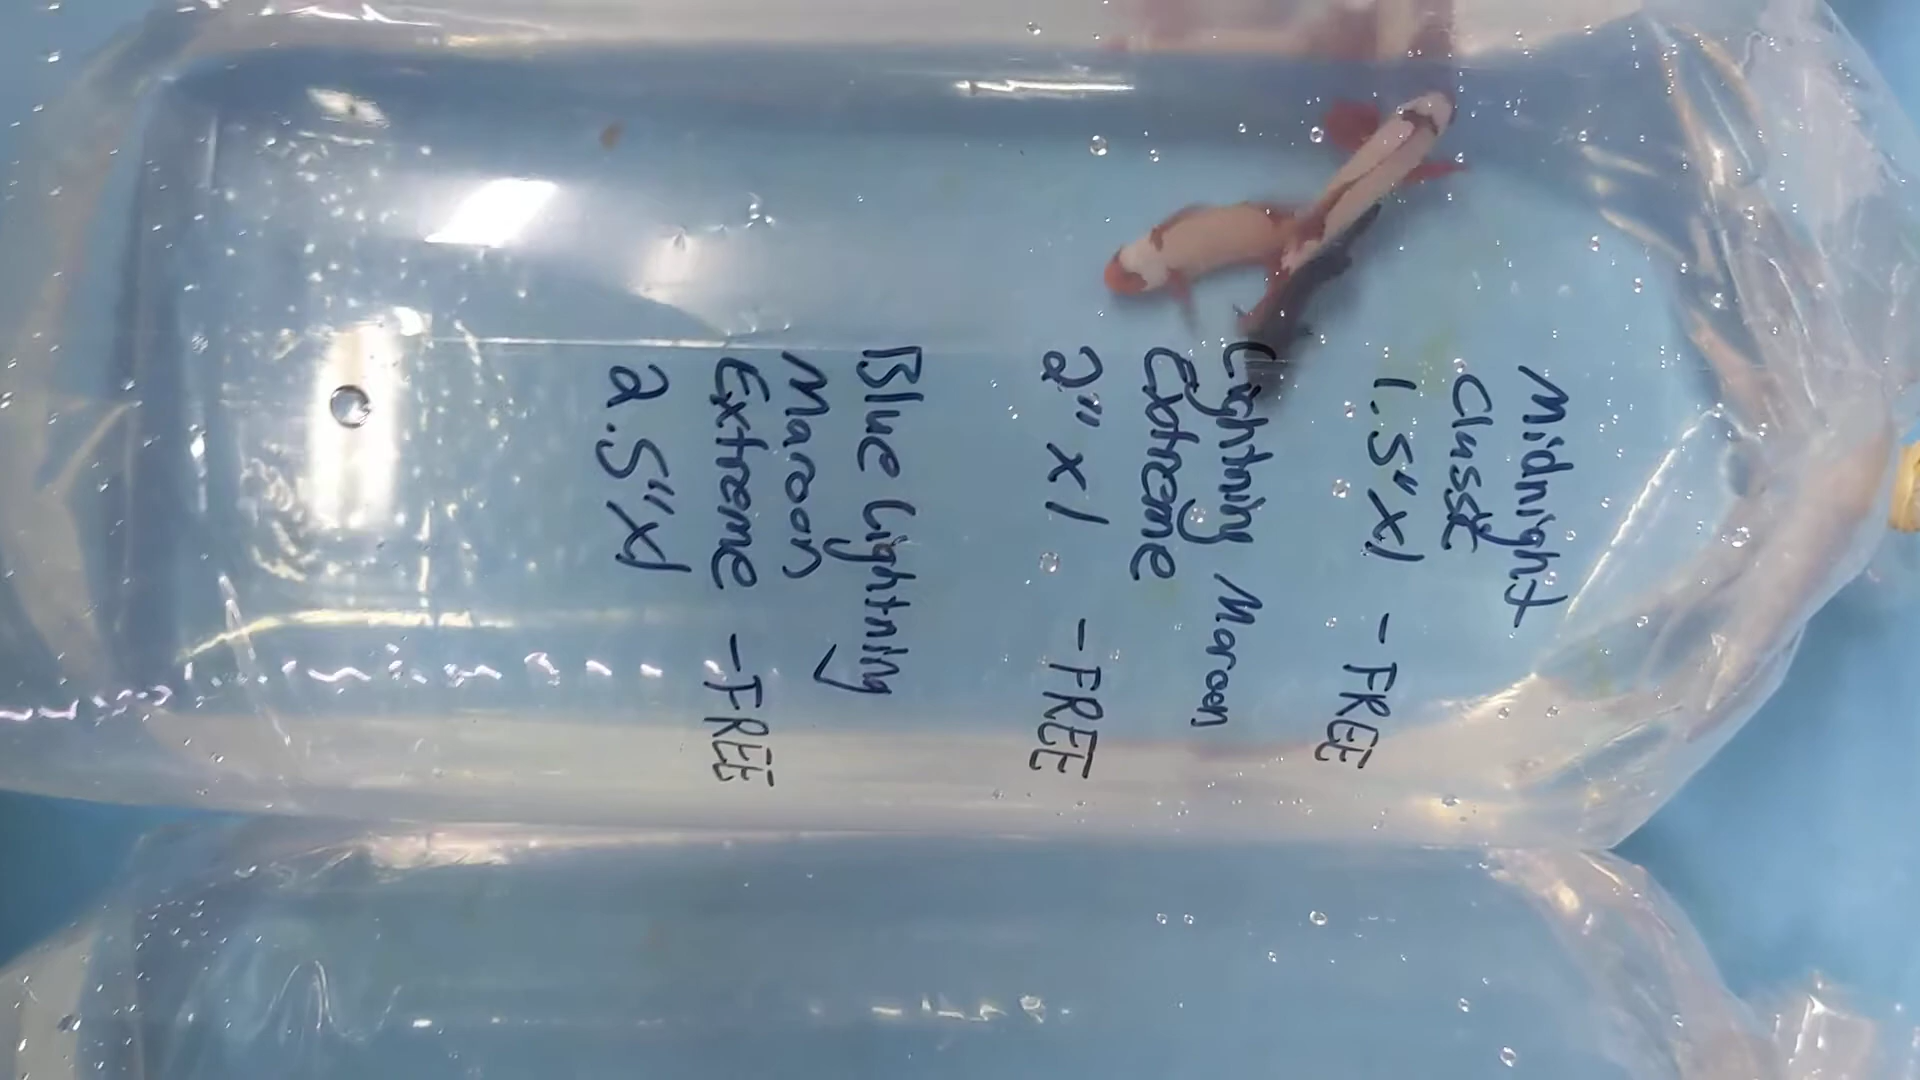 Midnight
Classic
1.5" x1 - FREE
Lightning Maroon
Extreme
2" x 1 - FREE
Blue Lightning
Maroon
Extreme - FREE
2.5" x1